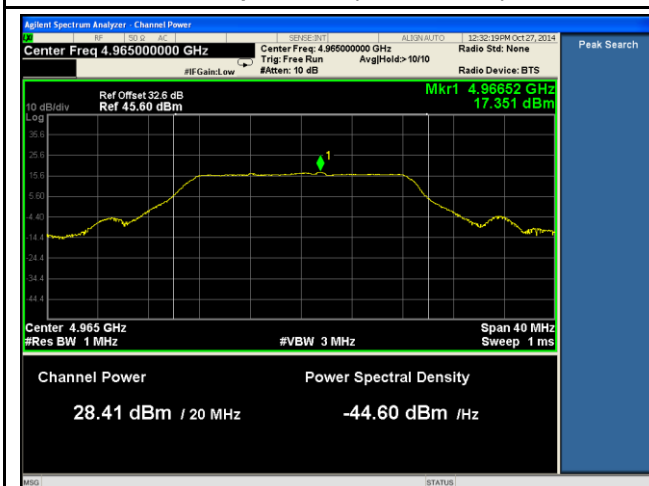 Agilent Spectrum Analyzer - Channel Power
LXI RF 50 Ω AC SENSE:INT ALIGN AUTO 12:32:19 PM Oct 27, 2014
Center Freq 4.965000000 GHz Center Freq: 4.965000000 GHz Radio Std: None Peak Search
Trig: Free Run Avg|Hold:>10/10
#IFGain:Low #Atten: 10 dB Radio Device: BTS
Ref Offset 32.6 dB Mkr1 4.96652 GHz
10 dB/div Ref 45.60 dBm 17.351 dBm
Log
35.6
25.6
1
15.6
5.60
-4.40
-14.4
-24.4
-34.4
-44.4
Center 4.965 GHz Span 40 MHz
#Res BW 1 MHz #VBW 3 MHz Sweep 1 ms
Channel Power Power Spectral Density
28.41 dBm / 20 MHz -44.60 dBm /Hz
MSG STATUS